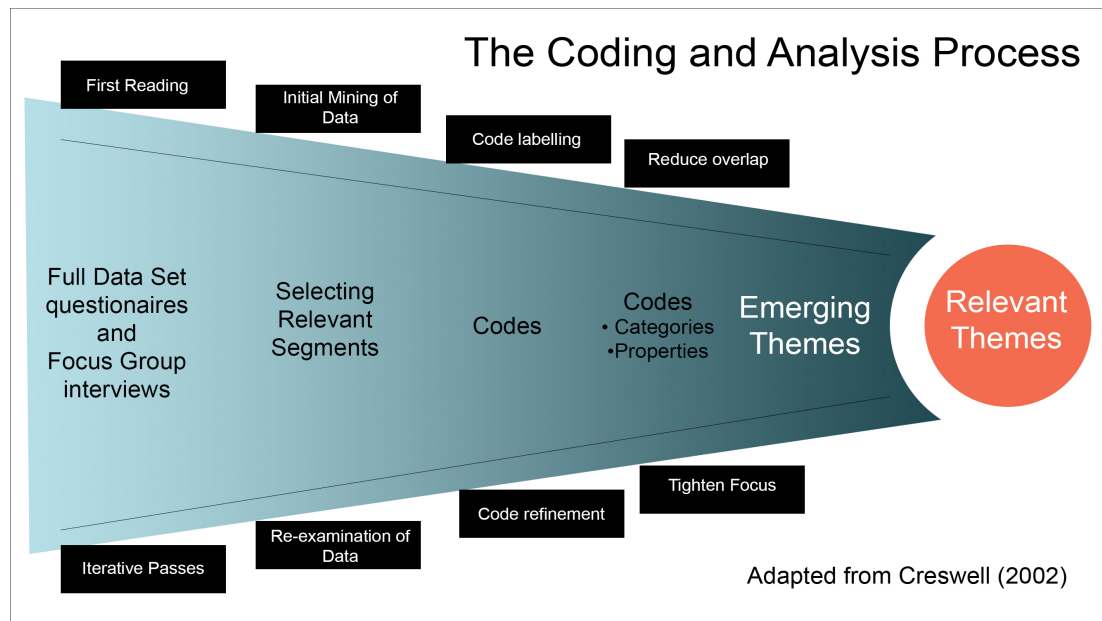 The Coding and Analysis Process
First Reading
Initial Mining of
Data
Code labelling
Reduce overlap
Full Data Set
questionaires
and
Focus Group
interviews
Selecting
Relevant
Segments
Codes
Codes
• Categories
•Properties
Emerging
Themes
Relevant
Themes
Iterative Passes
Re-examination of
Data
Code refinement
Tighten Focus
Adapted from Creswell (2002)